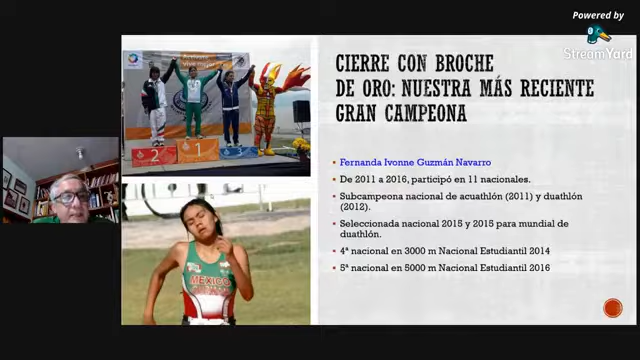 Powered by
StreamYard
CIERRE CON BROCHE
DE ORO: NUESTRA MÁS RECIENTE
GRAN CAMPEONA
Fernanda Ivonne Guzmán Navarro
De 2011 a 2016, participó en 11 nacionales.
Subcampeona nacional de acuathlón (2011) y duathlón
(2012).
Seleccionada nacional 2015 y 2015 para mundial de
duathlón.
4ª nacional en 3000 m Nacional Estudiantil 2014
5ª nacional en 5000 m Nacional Estudiantil 2016
2
1
MEXICO